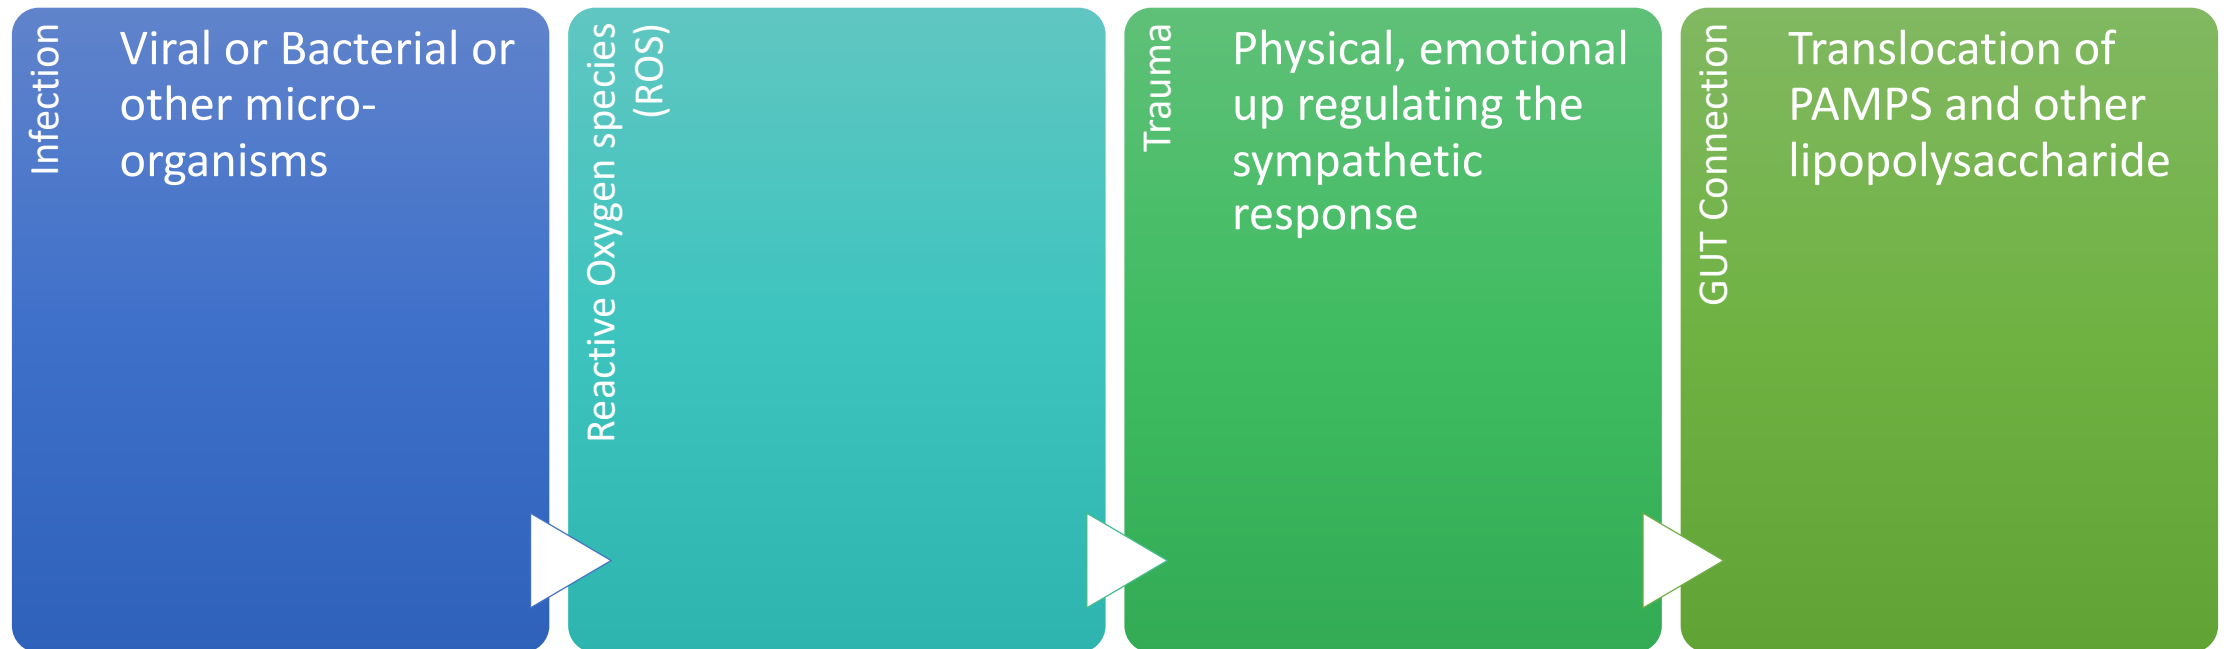 Infection
Viral or Bacterial or
other micro-
organisms
Reactive Oxygen species
(ROS)
Trauma
Physical, emotional
up regulating the
sympathetic
response
GUT Connection
Translocation of
PAMPS and other
lipopolysaccharide